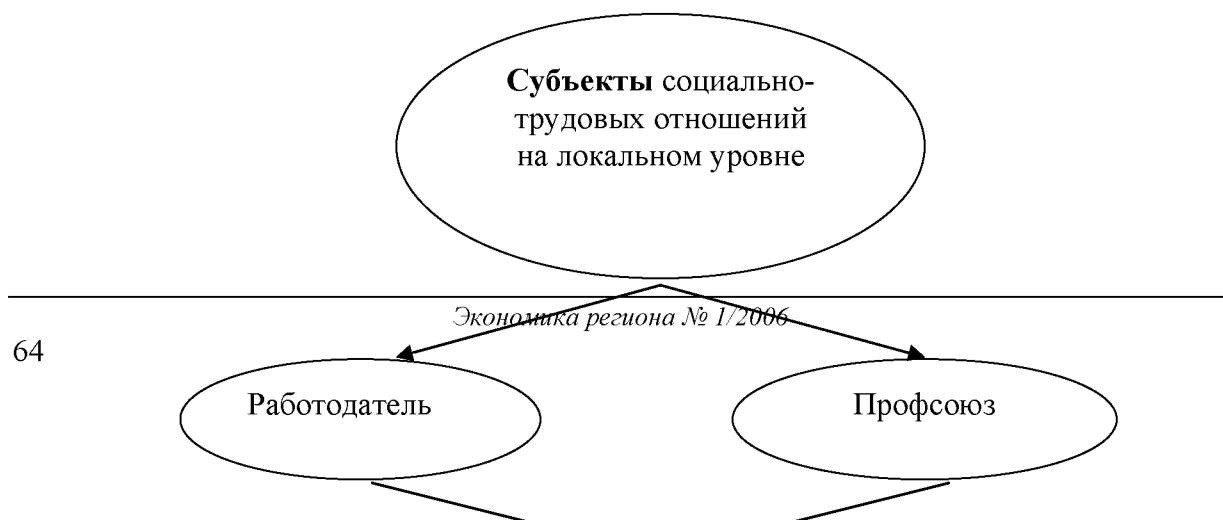 Субъекты социально-
трудовых отношений
на локальном уровне
Экономика региона № 1/2006
64
Работодатель
Профсоюз